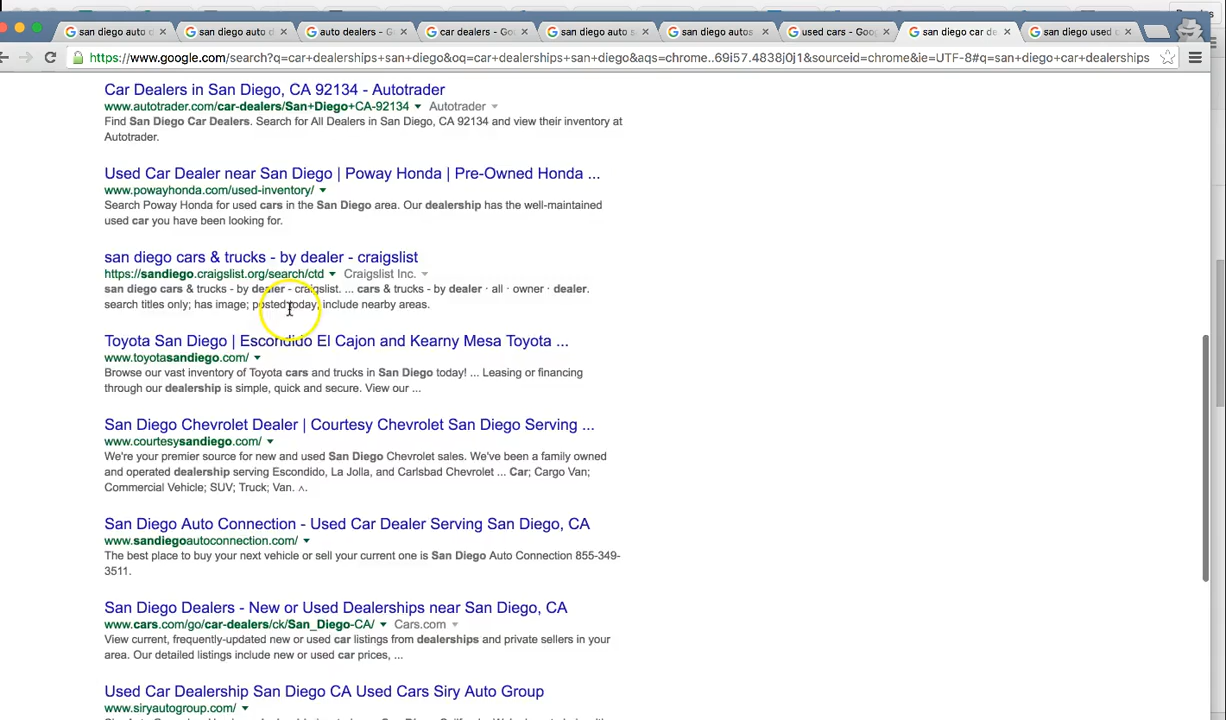 san diego auto d
san diego auto d
auto dealers - G
car dealers - Goo
san diego auto s
san diego autos
used cars - Goog
san diego car de
san diego used c
https://www.google.com/search?q=car+dealerships+san+diego&oq=car+dealerships+san+diego&aqs=chrome..69i57.4838j0j1&sourceid=chrome&ie=UTF-8#q=san+diego+car+dealerships
Car Dealers in San Diego, CA 92134 - Autotrader
www.autotrader.com/car-dealers/San+Diego+CA-92134 Autotrader
Find San Diego Car Dealers. Search for All Dealers in San Diego, CA 92134 and view their inventory at
Autotrader.
Used Car Dealer near San Diego | Poway Honda | Pre-Owned Honda ...
www.powayhonda.com/used-inventory/
Search Poway Honda for used cars in the San Diego area. Our dealership has the well-maintained
used car you have been looking for.
san diego cars & trucks - by dealer - craigslist
https://sandiego.craigslist.org/search/ctd Craigslist Inc.
san diego cars & trucks - by dealer - craigslist. ... cars & trucks - by dealer · all · owner · dealer.
search titles only; has image; posted today; include nearby areas.
Toyota San Diego | Escondido El Cajon and Kearny Mesa Toyota ...
www.toyotasandiego.com/
Browse our vast inventory of Toyota cars and trucks in San Diego today! ... Leasing or financing
through our dealership is simple, quick and secure. View our ...
San Diego Chevrolet Dealer | Courtesy Chevrolet San Diego Serving ...
www.courtesysandiego.com/
We're your premier source for new and used San Diego Chevrolet sales. We've been a family owned
and operated dealership serving Escondido, La Jolla, and Carlsbad Chevrolet ... Car; Cargo Van;
Commercial Vehicle; SUV; Truck; Van. ^.
San Diego Auto Connection - Used Car Dealer Serving San Diego, CA
www.sandiegoautoconnection.com/
The best place to buy your next vehicle or sell your current one is San Diego Auto Connection 855-349-
3511.
San Diego Dealers - New or Used Dealerships near San Diego, CA
www.cars.com/go/car-dealers/ck/San_Diego-CA/ Cars.com
View current, frequently-updated new or used car listings from dealerships and private sellers in your
area. Our detailed listings include new or used car prices, ...
Used Car Dealership San Diego CA Used Cars Siry Auto Group
www.siryautogroup.com/